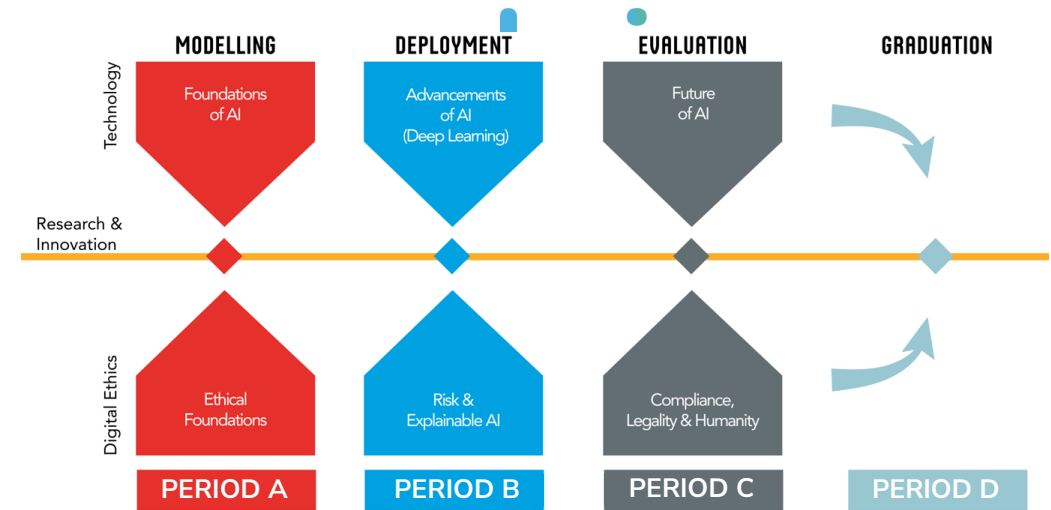 MODELLING
DEPLOYMENT
EVALUATION
GRADUATION
Technology
Foundations
of AI
Advancements
of AI
(Deep Learning)
Future
of AI
Research &
Innovation
Digital Ethics
Ethical
Foundations
Risk &
Explainable AI
Compliance,
Legality & Humanity
PERIOD A
PERIOD B
PERIOD C
PERIOD D